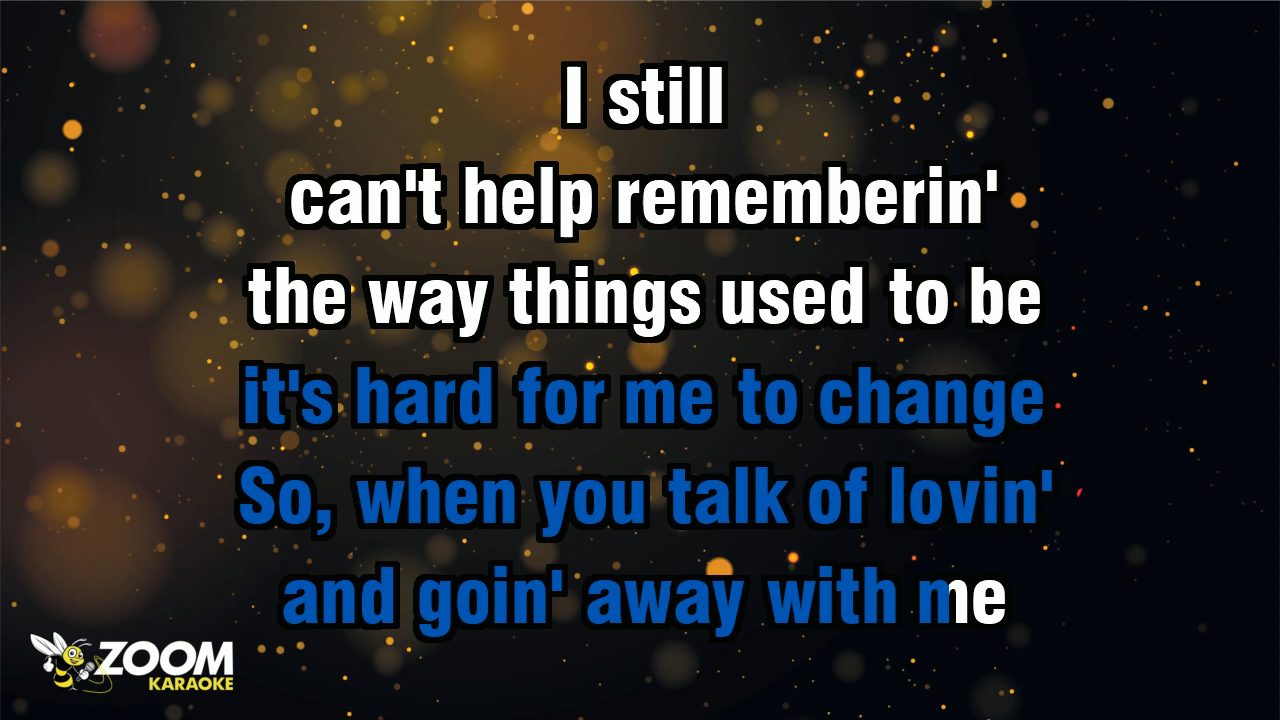 I still
can't help rememberin'
the way things used to be
it's hard for me to change
So, when you talk of lovin'
and goin' away with me
ZOOM
KARAOKE